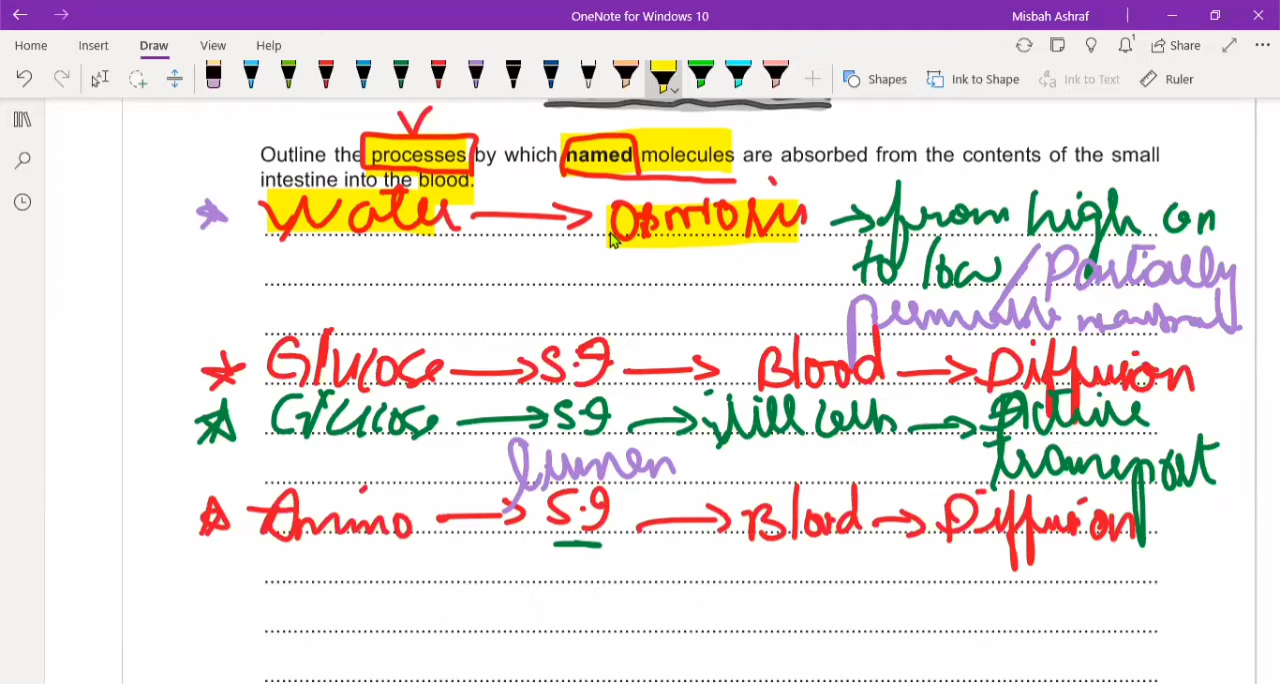 OneNote for Windows 10
Misbah Ashraf
Home Insert Draw View Help
Share
Shapes Ink to Shape Ink to Text Ruler
Outline the processes by which named molecules are absorbed from the contents of the small
intestine into the blood.
Water → Osmosis → from high con
to low / Partially
permeable
Glucose → S.I → Blood → Diffusion
Glucose → S.I → villi cells → Active
lumen transport
Amino → S.I → Blood → Diffusion